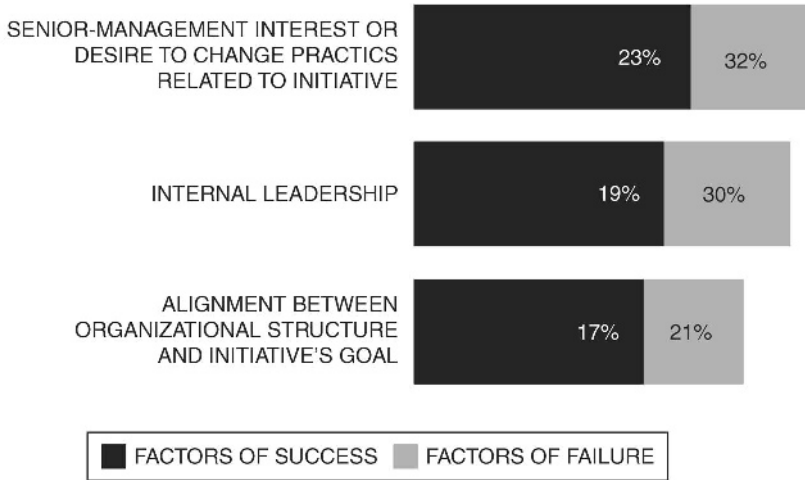 SENIOR-MANAGEMENT INTEREST OR
DESIRE TO CHANGE PRACTICS
RELATED TO INITIATIVE
23% 32%
INTERNAL LEADERSHIP
19% 30%
ALIGNMENT BETWEEN
ORGANIZATIONAL STRUCTURE
AND INITIATIVE'S GOAL
17% 21%
FACTORS OF SUCCESS FACTORS OF FAILURE